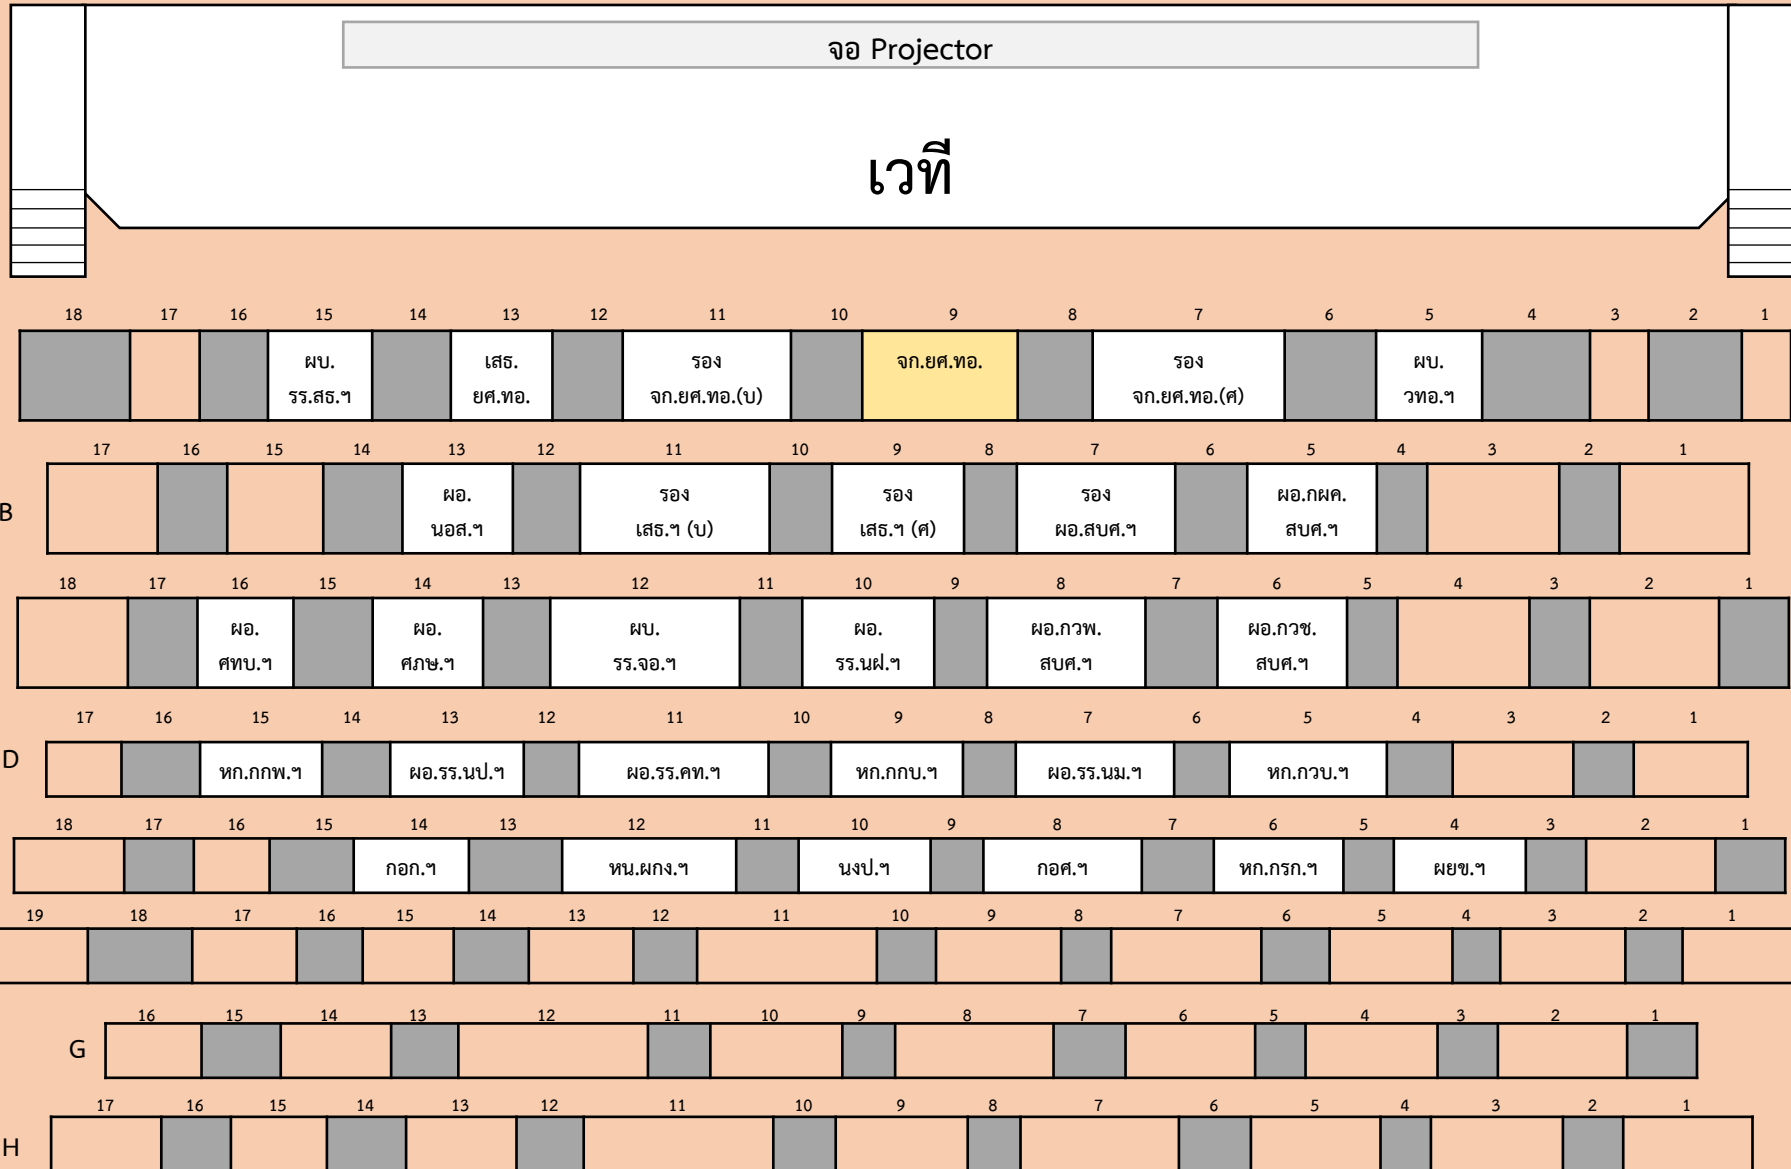 จอ Projector
เวที
18 17 16 15 14 13 12 11 10 9 8 7 6 5 4 3 2 1
ผบ. เสธ. รอง จก.ยศ.ทอ. รอง ผบ.
รร.สธ.ฯ ยศ.ทอ. จก.ยศ.ทอ.(บ) จก.ยศ.ทอ.(ศ) วทอ.ฯ
17 16 15 14 13 12 11 10 9 8 7 6 5 4 3 2 1
B ผอ. รอง รอง รอง ผอ.กผค.
นอส.ฯ เสธ.ฯ (บ) เสธ.ฯ (ศ) ผอ.สบศ.ฯ สบศ.ฯ
18 17 16 15 14 13 12 11 10 9 8 7 6 5 4 3 2 1
ผอ. ผอ. ผบ. ผอ. ผอ.กวพ. ผอ.กวช.
ศทบ.ฯ ศภษ.ฯ รร.จอ.ฯ รร.นฝ.ฯ สบศ.ฯ สบศ.ฯ
17 16 15 14 13 12 11 10 9 8 7 6 5 4 3 2 1
D หก.กกพ.ฯ ผอ.รร.นป.ฯ ผอ.รร.คท.ฯ หก.กกบ.ฯ ผอ.รร.นม.ฯ หก.กวบ.ฯ
18 17 16 15 14 13 12 11 10 9 8 7 6 5 4 3 2 1
กอก.ฯ หน.ผกง.ฯ นงป.ฯ กอศ.ฯ หก.กรก.ฯ ผยข.ฯ
19 18 17 16 15 14 13 12 11 10 9 8 7 6 5 4 3 2 1
16 15 14 13 12 11 10 9 8 7 6 5 4 3 2 1
G
17 16 15 14 13 12 11 10 9 8 7 6 5 4 3 2 1
H